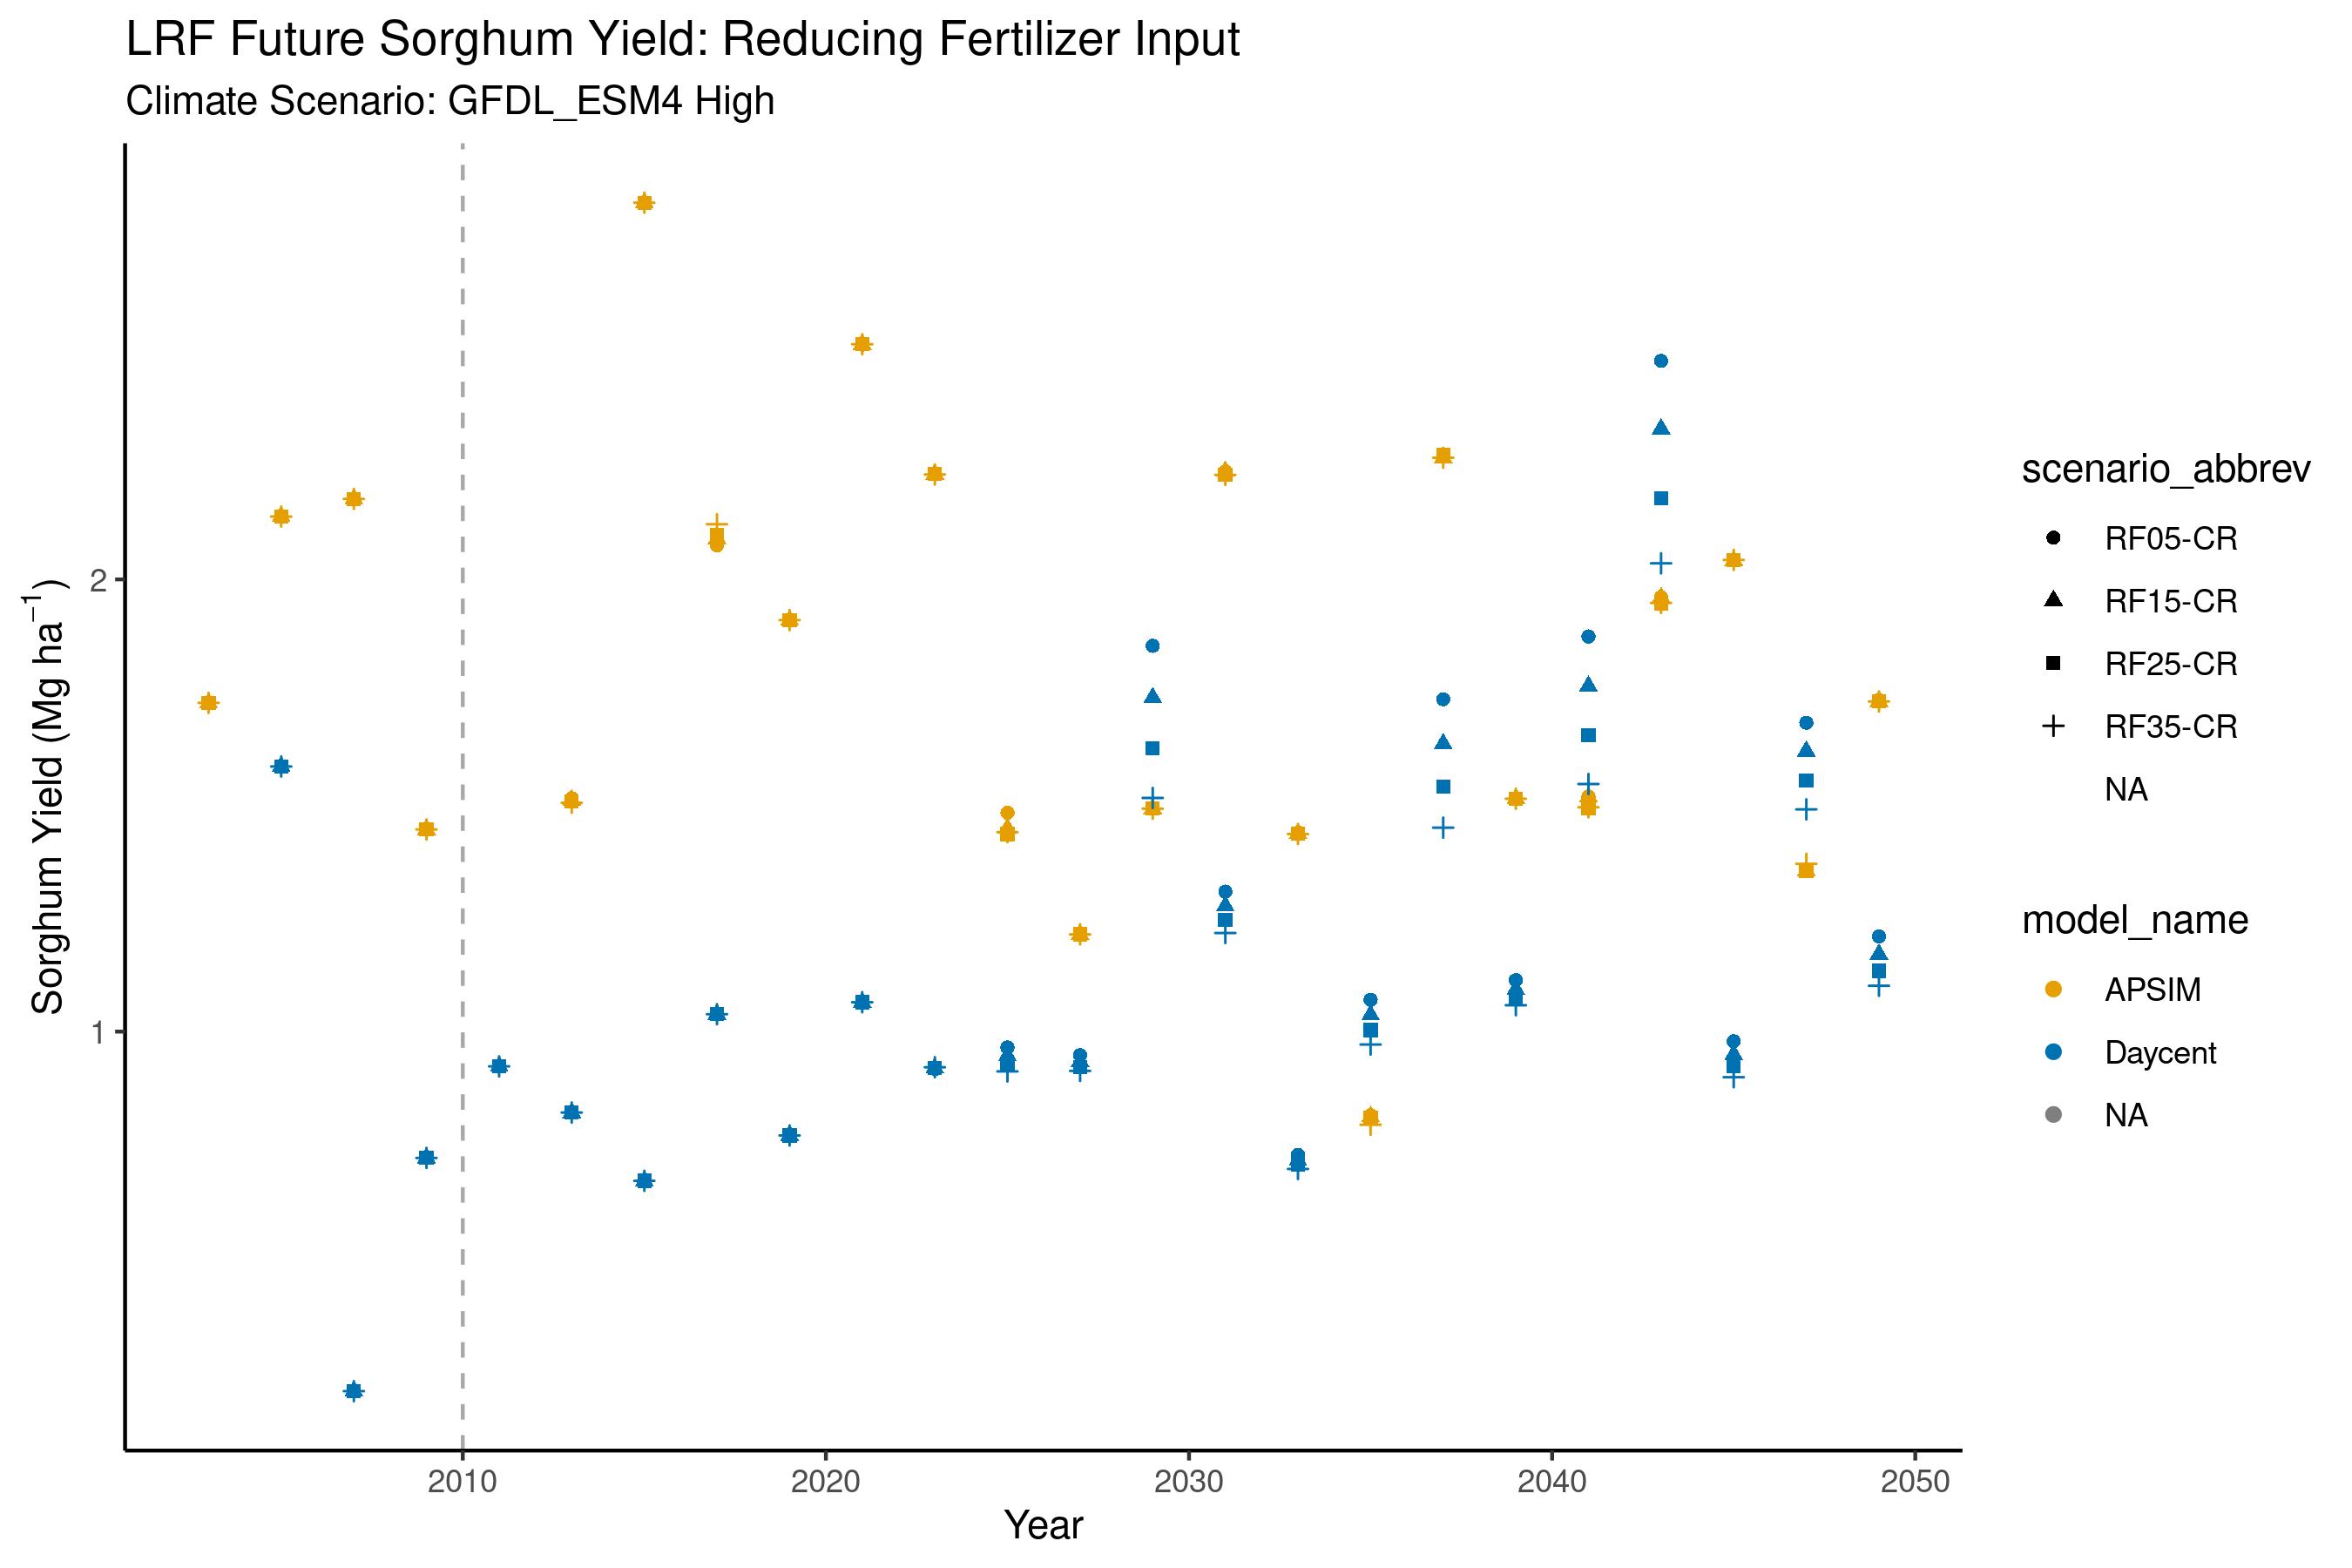 LRF Future Sorghum Yield: Reducing Fertilizer Input
Climate Scenario: GFDL_ESM4 High
Sorghum Yield (Mg ha⁻¹)
2
1
2010
2020
2030
2040
2050
Year
scenario_abbrev
RF05-CR
RF15-CR
RF25-CR
RF35-CR
NA
model_name
APSIM
Daycent
NA